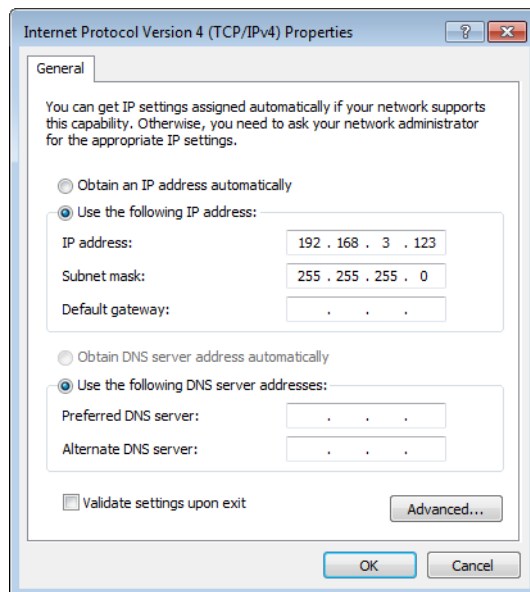 Internet Protocol Version 4 (TCP/IPv4) Properties
General
You can get IP settings assigned automatically if your network supports
this capability. Otherwise, you need to ask your network administrator
for the appropriate IP settings.
Obtain an IP address automatically
Use the following IP address:
IP address: 192 . 168 . 3 . 123
Subnet mask: 255 . 255 . 255 . 0
Default gateway: . . .
Obtain DNS server address automatically
Use the following DNS server addresses:
Preferred DNS server: . . .
Alternate DNS server: . . .
Validate settings upon exit
Advanced...
OK Cancel